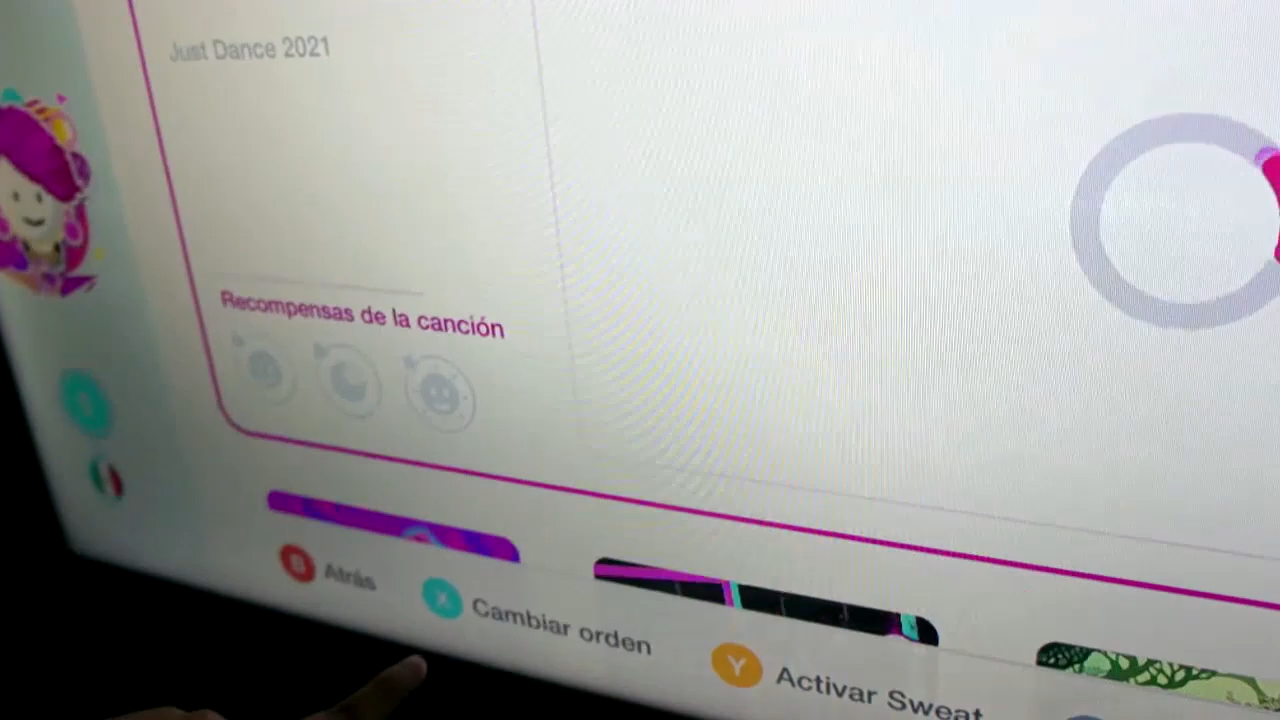 Just Dance 2021
Recompensas de la canción
B Atrás
X Cambiar orden
Y Activar Sweat